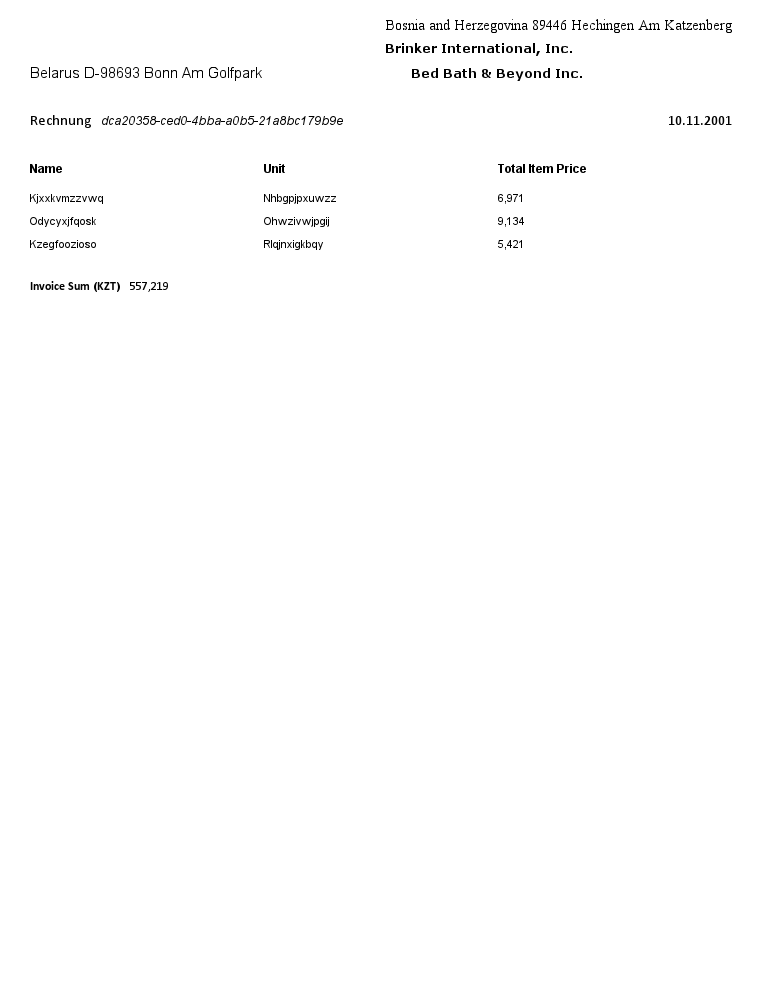 Bosnia and Herzegovina 89446 Hechingen Am Katzenberg
Brinker International, Inc.
Belarus D-98693 Bonn Am Golfpark
Bed Bath & Beyond Inc.
Rechnung dca20358-ced0-4bba-a0b5-21a8bc179b9e 10.11.2001
Name Unit Total Item Price
Kjxxkvmzzvwq Nhbgpjpxuwzz 6,971
Odycyxjfqosk Ohwzivwjpgij 9,134
Kzegfoozioso Rlqjnxigkbqy 5,421
Invoice Sum (KZT) 557,219